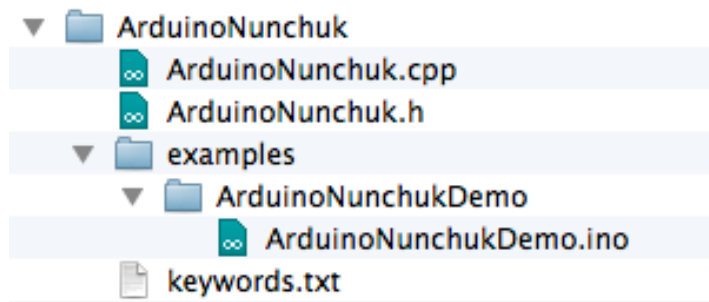 ArduinoNunchuk
ArduinoNunchuk.cpp
ArduinoNunchuk.h
examples
ArduinoNunchukDemo
ArduinoNunchukDemo.ino
keywords.txt